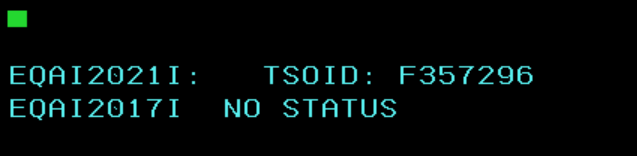 EQAI2021I:   TSOID: F357296
EQAI2017I  NO STATUS